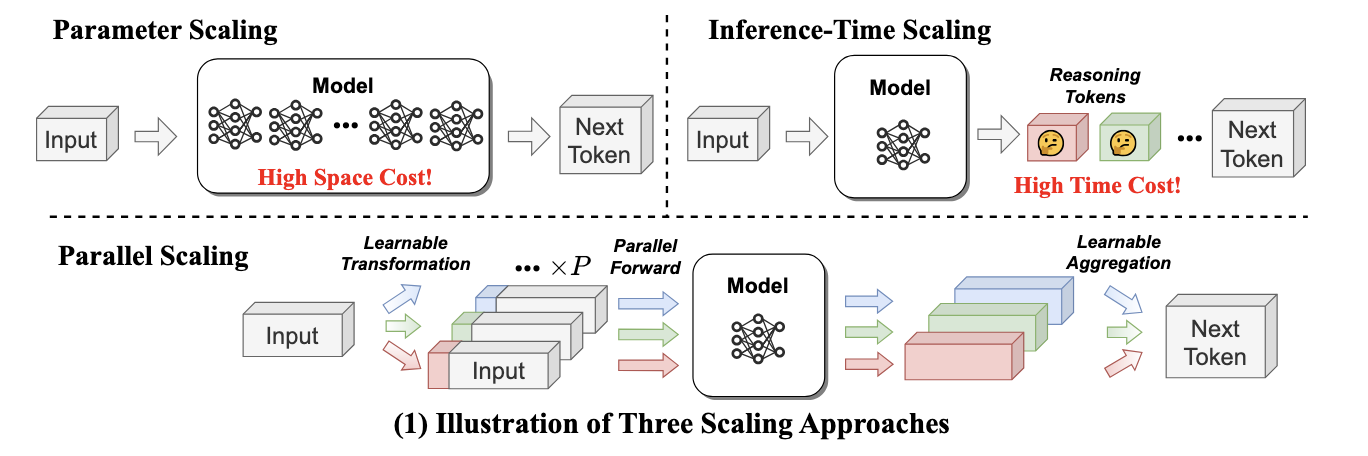 Parameter Scaling
Input
Model
...
High Space Cost!
Next
Token
Inference-Time Scaling
Input
Model
Reasoning
Tokens
...
High Time Cost!
Next
Token
Parallel Scaling
Input
Learnable
Transformation
... ×P
Input
Parallel
Forward
Model
Learnable
Aggregation
Next
Token
(1) Illustration of Three Scaling Approaches